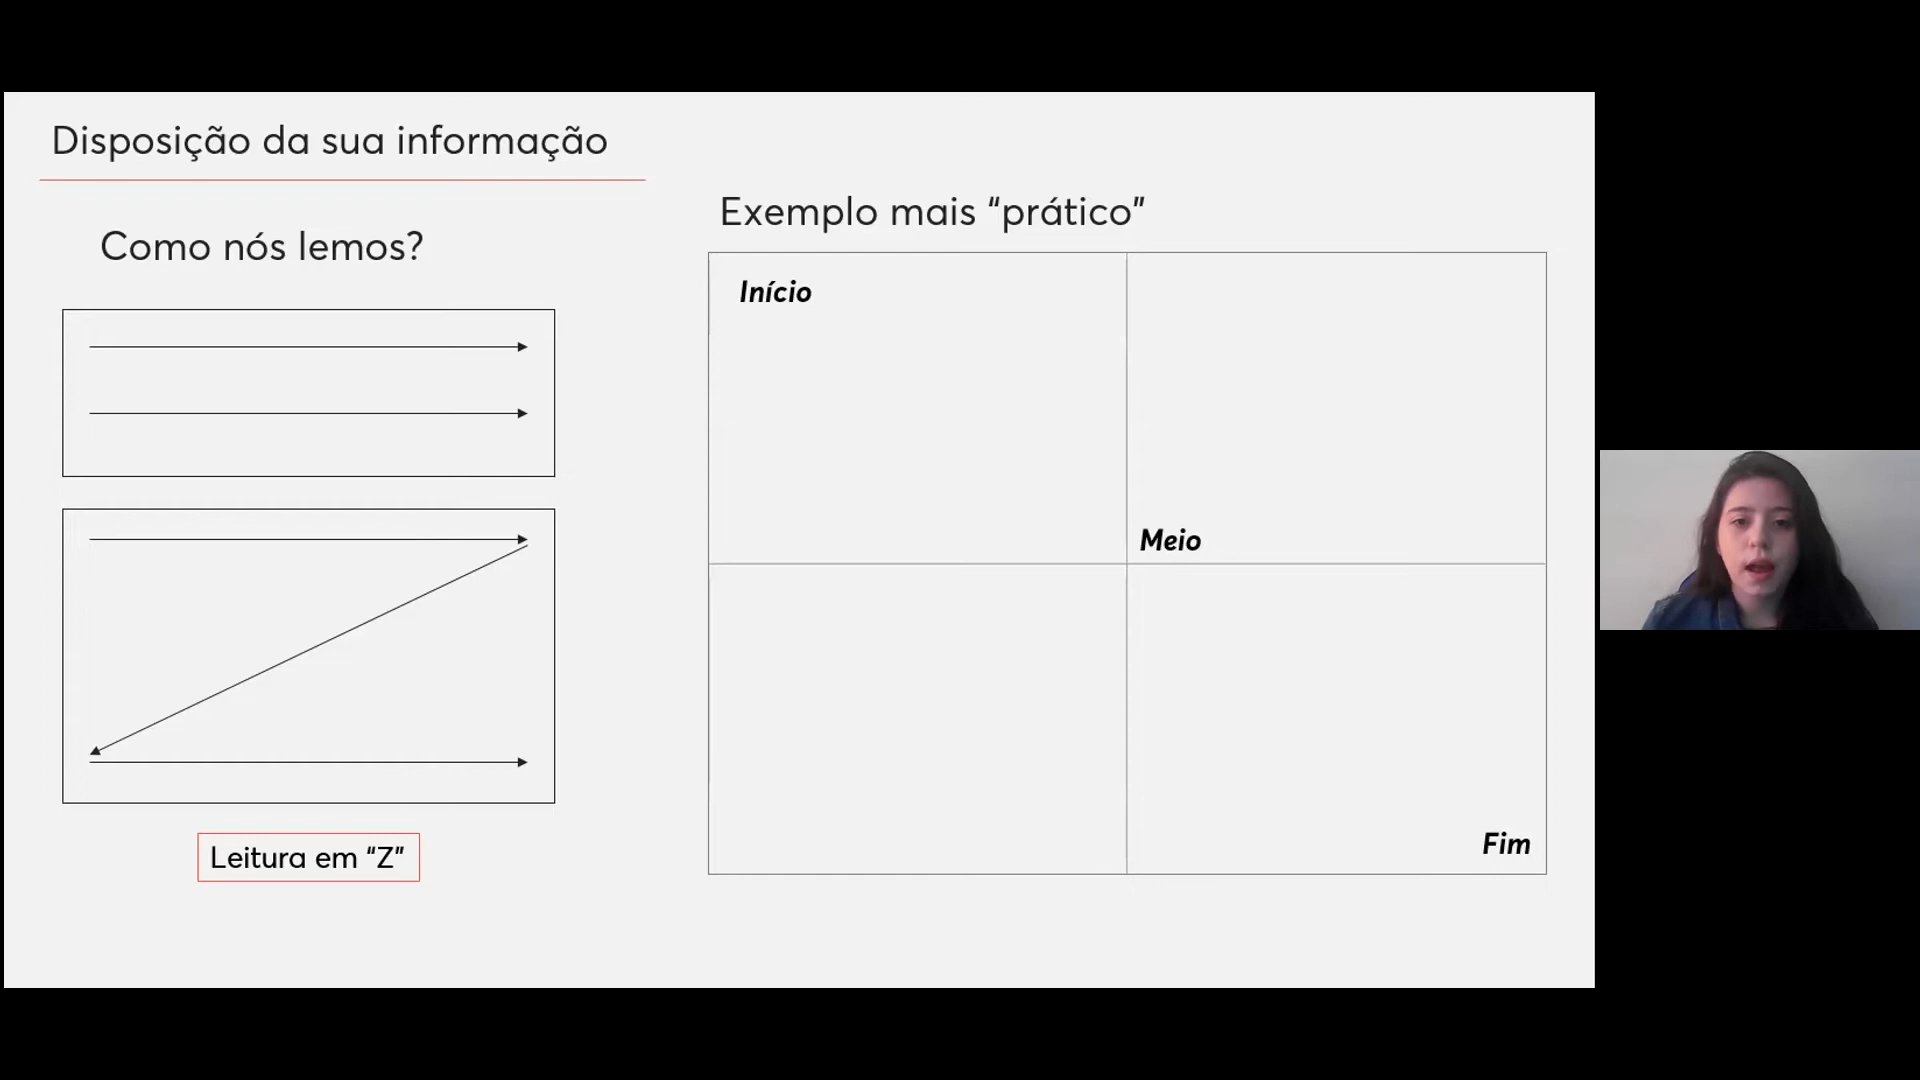 Disposição da sua informação
Como nós lemos?
Leitura em "Z"
Exemplo mais “prático”
Início
Meio
Fim